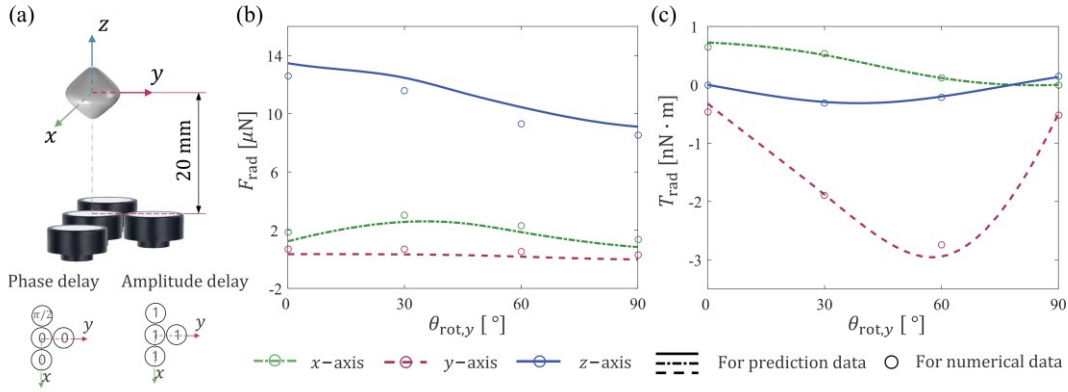 (a)
z
y
x
20 mm
Phase delay
Amplitude delay
π/2
0
0
0
y
x
1
1
1
1
y
x
(b)
14
10
6
2
-2
F_rad [μN]
0
30
60
90
θ_rot,y [ ° ]
(c)
1
0
-1
-2
-3
T_rad [nN · m]
0
30
60
90
θ_rot,y [ ° ]
x−axis
y−axis
z−axis
For prediction data
For numerical data